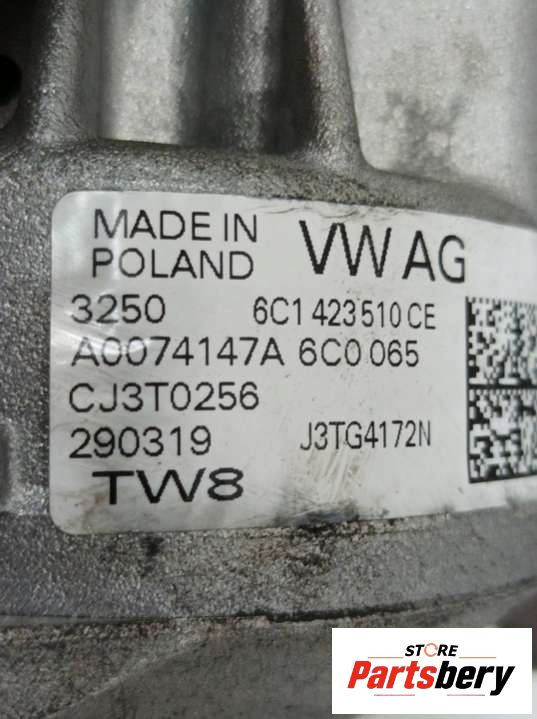 MADE IN
POLAND
VW AG
3250 6C1 423 510 CE
A0074147A 6C0 065
CJ3T0256
290319 J3TG4172N
TW8
STORE
Partsbery